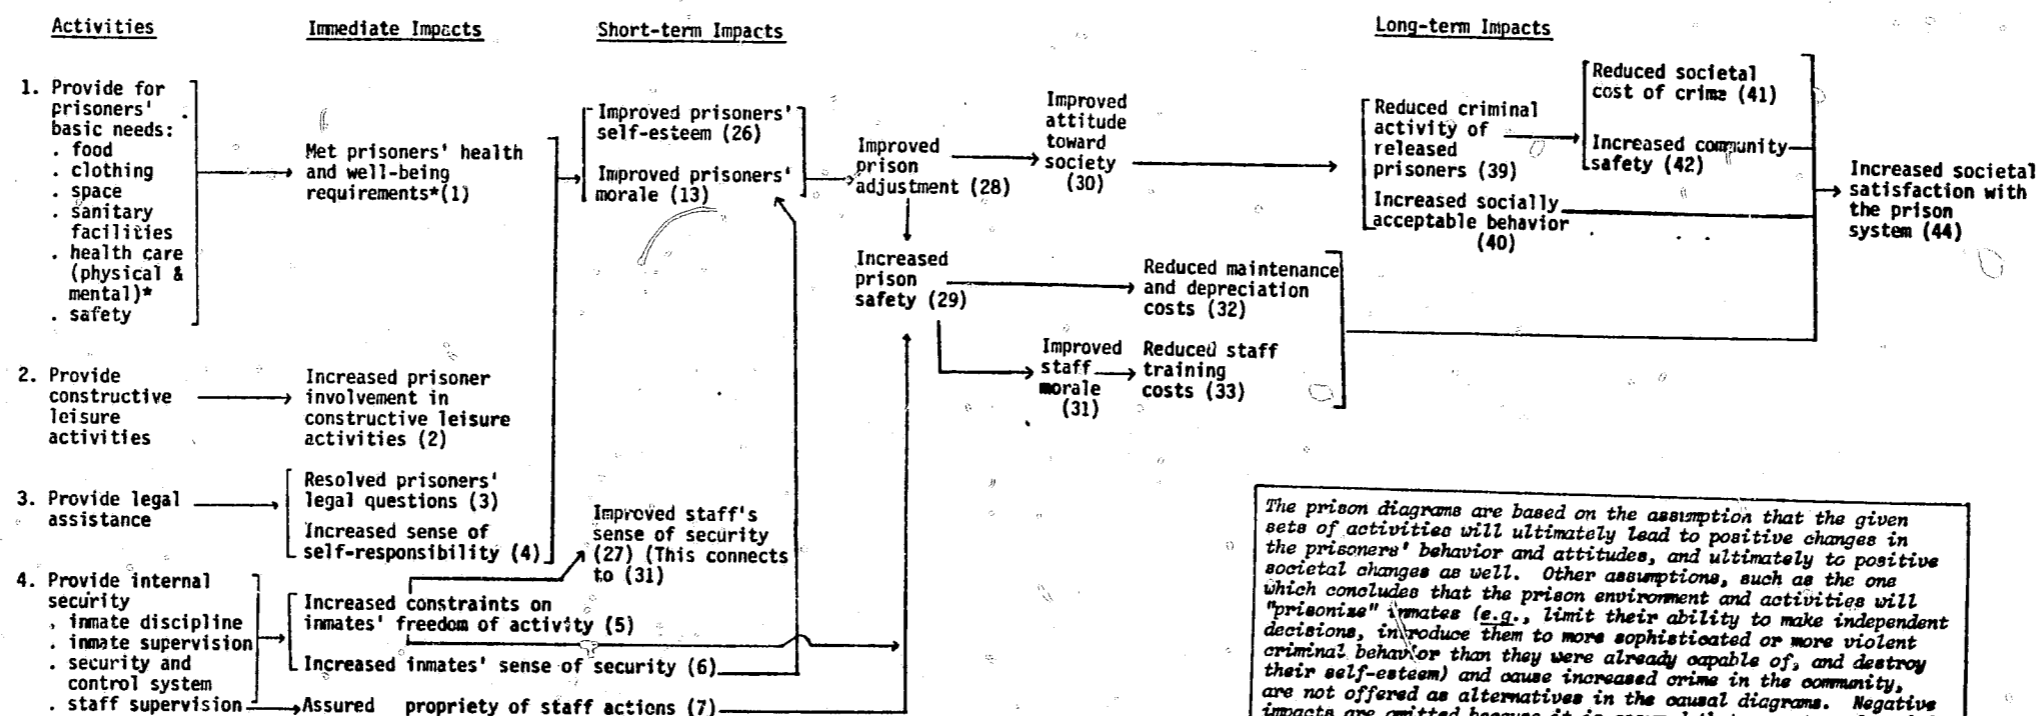 Activities
Immediate Impacts
Short-term Impacts
Long-term Impacts
1. Provide for
prisoners'
basic needs:
. food
. clothing
. space
. sanitary
facilities
. health care
(physical &
mental)*
. safety
Met prisoners' health
and well-being
requirements*(1)
2. Provide
constructive
leisure
activities
Increased prisoner
involvement in
constructive leisure
activities (2)
3. Provide legal
assistance
Resolved prisoners'
legal questions (3)
Increased sense of
self-responsibility (4)
4. Provide internal
security
. inmate discipline
. inmate supervision
. security and
control system
. staff supervision
Increased constraints on
inmates' freedom of activity (5)
Increased inmates' sense of security (6)
Assured propriety of staff actions (7)
Improved prisoners'
self-esteem (26)
Improved prisoners'
morale (13)
Improved staff's
sense of security
(27) (This connects
to (31)
Improved
prison
adjustment (28)
Increased
prison
safety (29)
Improved
attitude
toward
society
(30)
Improved
staff
morale
(31)
Reduced maintenance
and depreciation
costs (32)
Reduced staff
training
costs (33)
Reduced criminal
activity of
released
prisoners (39)
Increased socially
acceptable behavior
(40)
Reduced societal
cost of crime (41)
Increased community
safety (42)
Increased societal
satisfaction with
the prison
system (44)
The prison diagrams are based on the assumption that the given
sets of activities will ultimately lead to positive changes in
the prisoners' behavior and attitudes, and ultimately to positive
societal changes as well. Other assumptions, such as the one
which concludes that the prison environment and activities will
"prisonize" inmates (e.g., limit their ability to make independent
decisions, introduce them to more sophisticated or more violent
criminal behavior than they were already capable of, and destroy
their self-esteem) and cause increased crime in the community,
are not offered as alternatives in the causal diagrams. Negative
impacts are omitted because it is